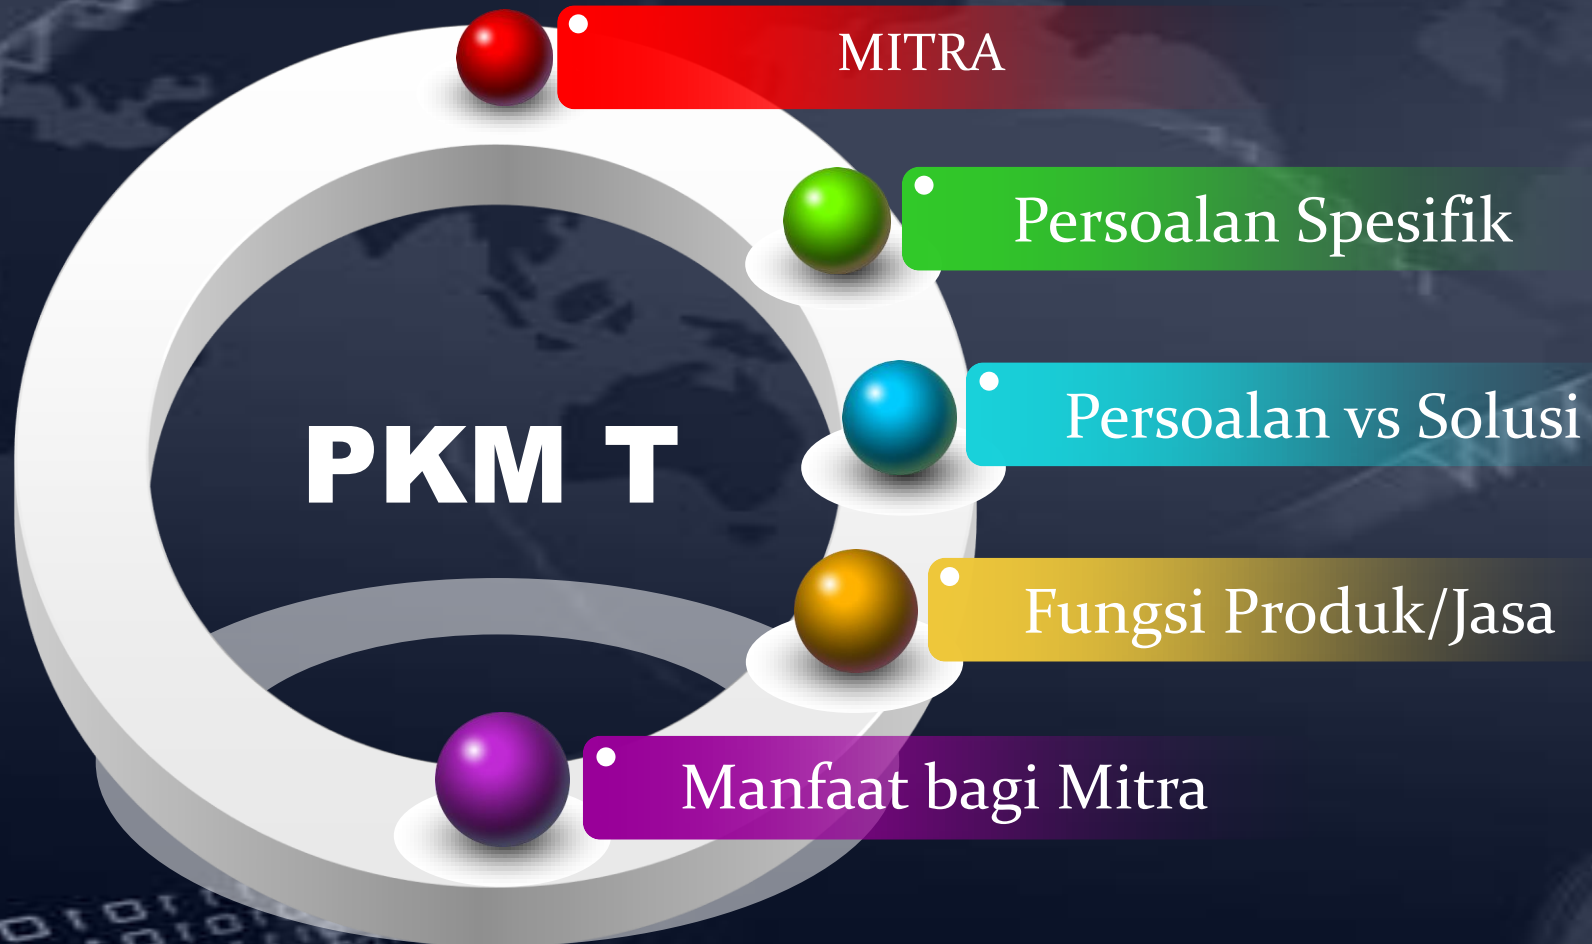 MITRA
Persoalan Spesifik
Persoalan vs Solusi
PKM T
Fungsi Produk/Jasa
Manfaat bagi Mitra